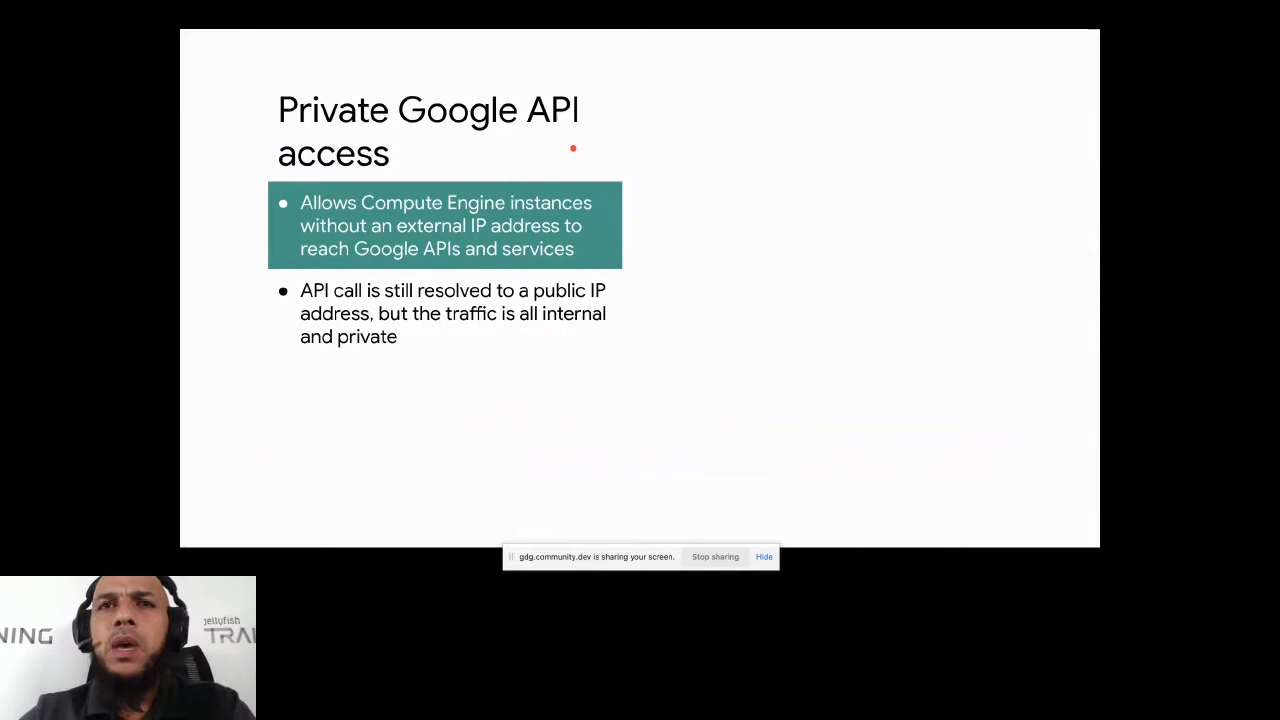 Private Google API
access
● Allows Compute Engine instances
without an external IP address to
reach Google APIs and services
● API call is still resolved to a public IP
address, but the traffic is all internal
and private
gdg.community.dev is sharing your screen. Stop sharing Hide
NING
jellyfish
TRAI